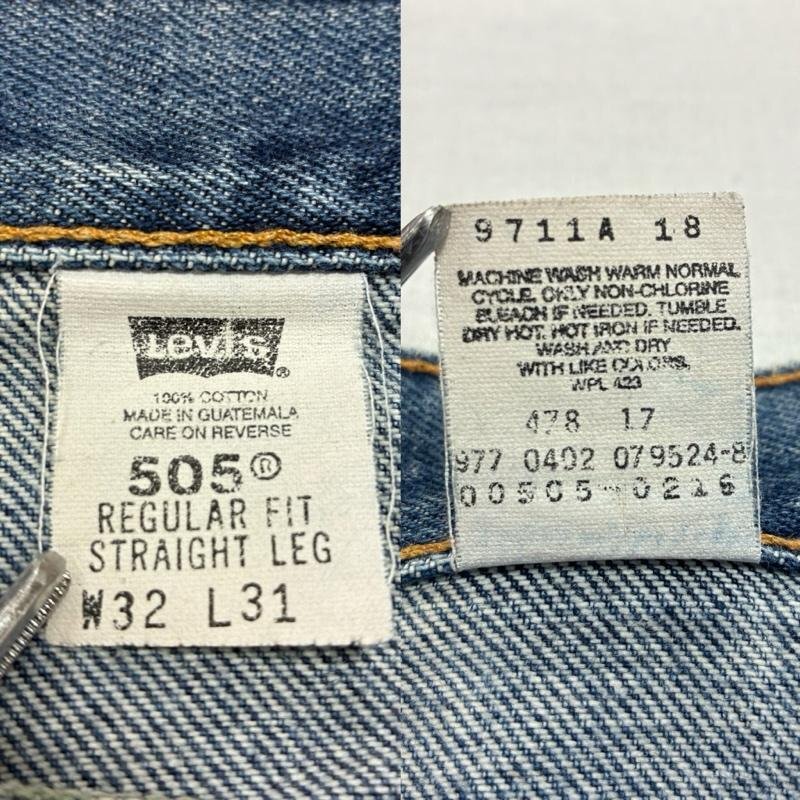 Levi's®
100% COTTON
MADE IN GUATEMALA
CARE ON REVERSE
505®
REGULAR FIT
STRAIGHT LEG
W32 L31
9711A 18
MACHINE WASH WARM NORMAL
CYCLE. ONLY NON-CHLORINE
BLEACH IF NEEDED. TUMBLE
DRY HOT. HOT IRON IF NEEDED.
WASH AND DRY
WITH LIKE COLORS.
WPL 423
478 17
977 0402 079524-8
00505-0216